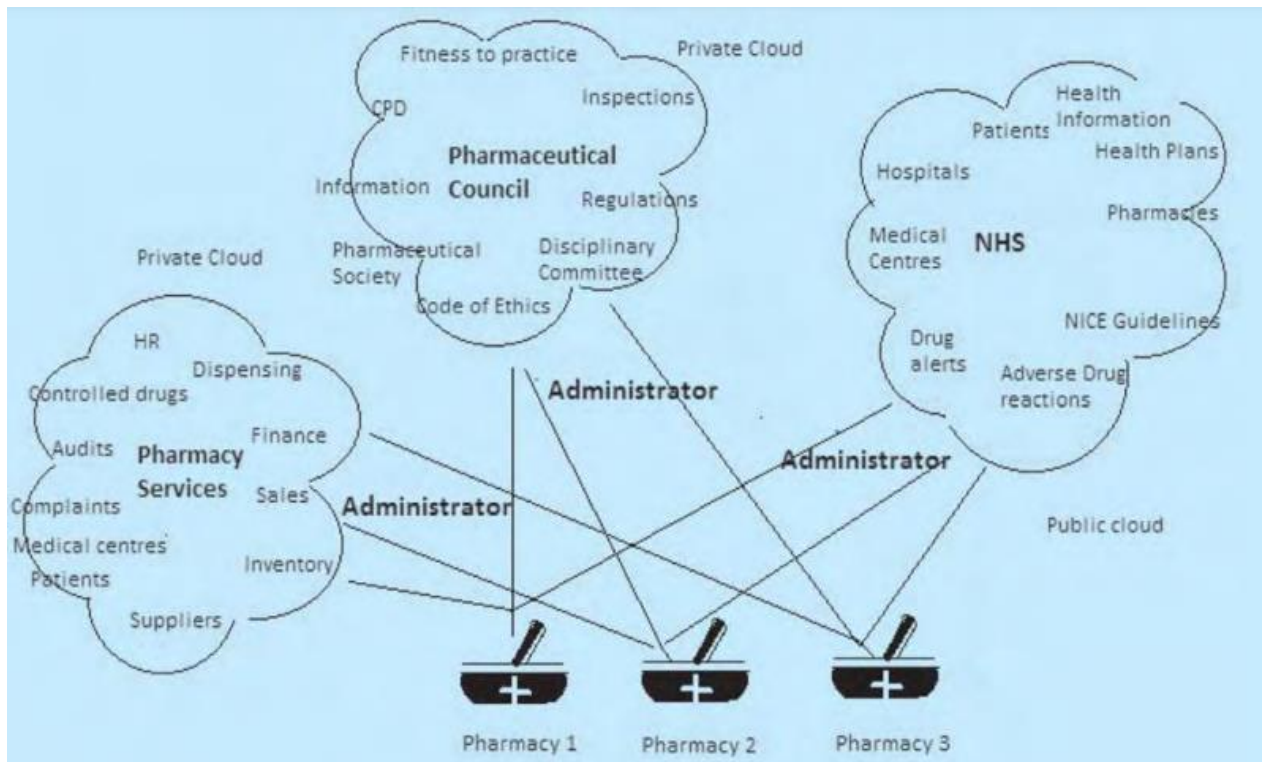 Fitness to practice
Private Cloud
CPD
Inspections
Pharmaceutical
Council
Information
Regulations
Pharmaceutical
Society
Disciplinary
Committee
Code of Ethics
Health
Information
Patients
Health Plans
Hospitals
Pharmacies
Medical
Centres
NHS
NICE Guidelines
Drug
alerts
Adverse Drug
reactions
Public cloud
Private Cloud
HR
Dispensing
Controlled drugs
Finance
Audits
Pharmacy
Services
Sales
Complaints
Medical centres
Inventory
Patients
Suppliers
Administrator
Administrator
Administrator
Pharmacy 1
Pharmacy 2
Pharmacy 3